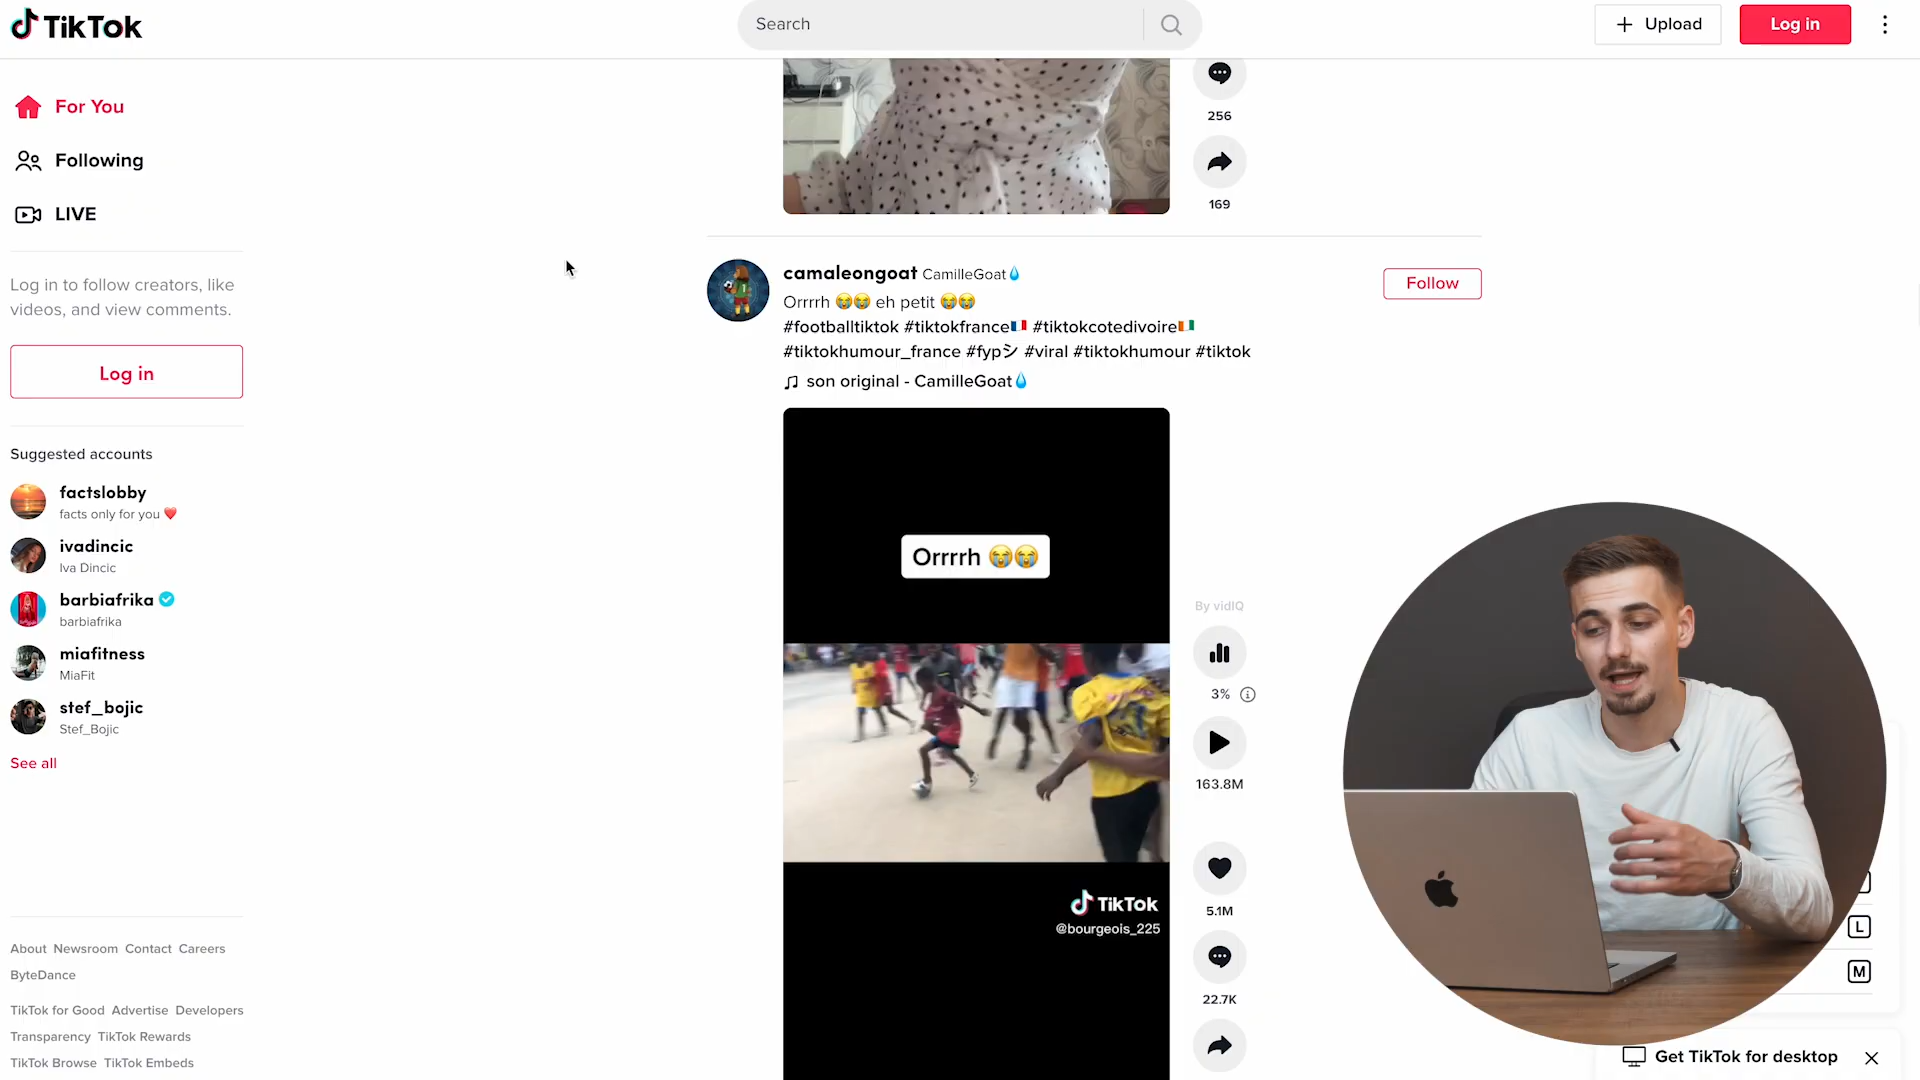 TikTok
Search
Upload
Log in
For You
Following
LIVE
Log in to follow creators, like
videos, and view comments.
Log in
Suggested accounts
factslobby
facts only for you ❤️
ivadincic
Iva Dincic
barbiafrika
barbiafrika
miafitness
MiaFit
stef_bojic
Stef_Bojic
See all
About Newsroom Contact Careers
ByteDance
TikTok for Good Advertise Developers
Transparency TikTok Rewards
TikTok Browse TikTok Embeds
256
169
camaleongoat CamilleGoat💧
Orrrrh 😭😭 eh petit 😭😭
#footballtiktok #tiktokfrance🇫🇷 #tiktokcotedivoire🇨🇮
#tiktokhumour_france #fypシ #viral #tiktokhumour #tiktok
son original - CamilleGoat💧
Follow
Orrrrh 😭😭
TikTok
@bourgeois_225
By vidIQ
3%
163.8M
5.1M
22.7K
L
M
Get TikTok for desktop